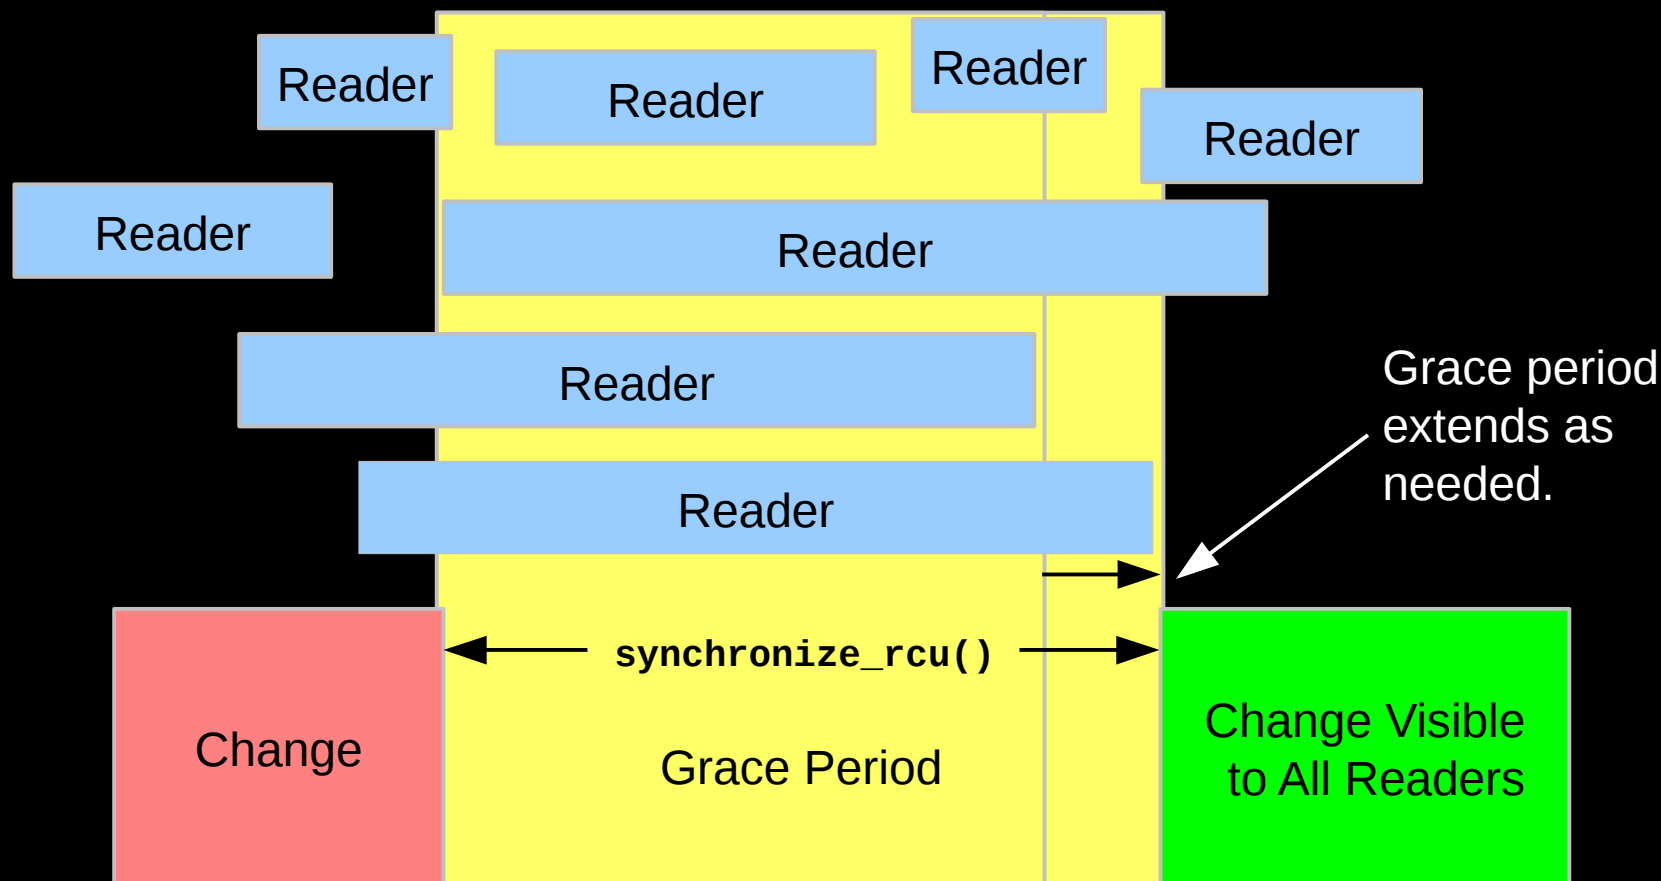 Reader
Reader
Reader
Reader
Reader
Reader
Reader
Reader
Grace period
extends as
needed.
synchronize_rcu()
Change
Grace Period
Change Visible
to All Readers